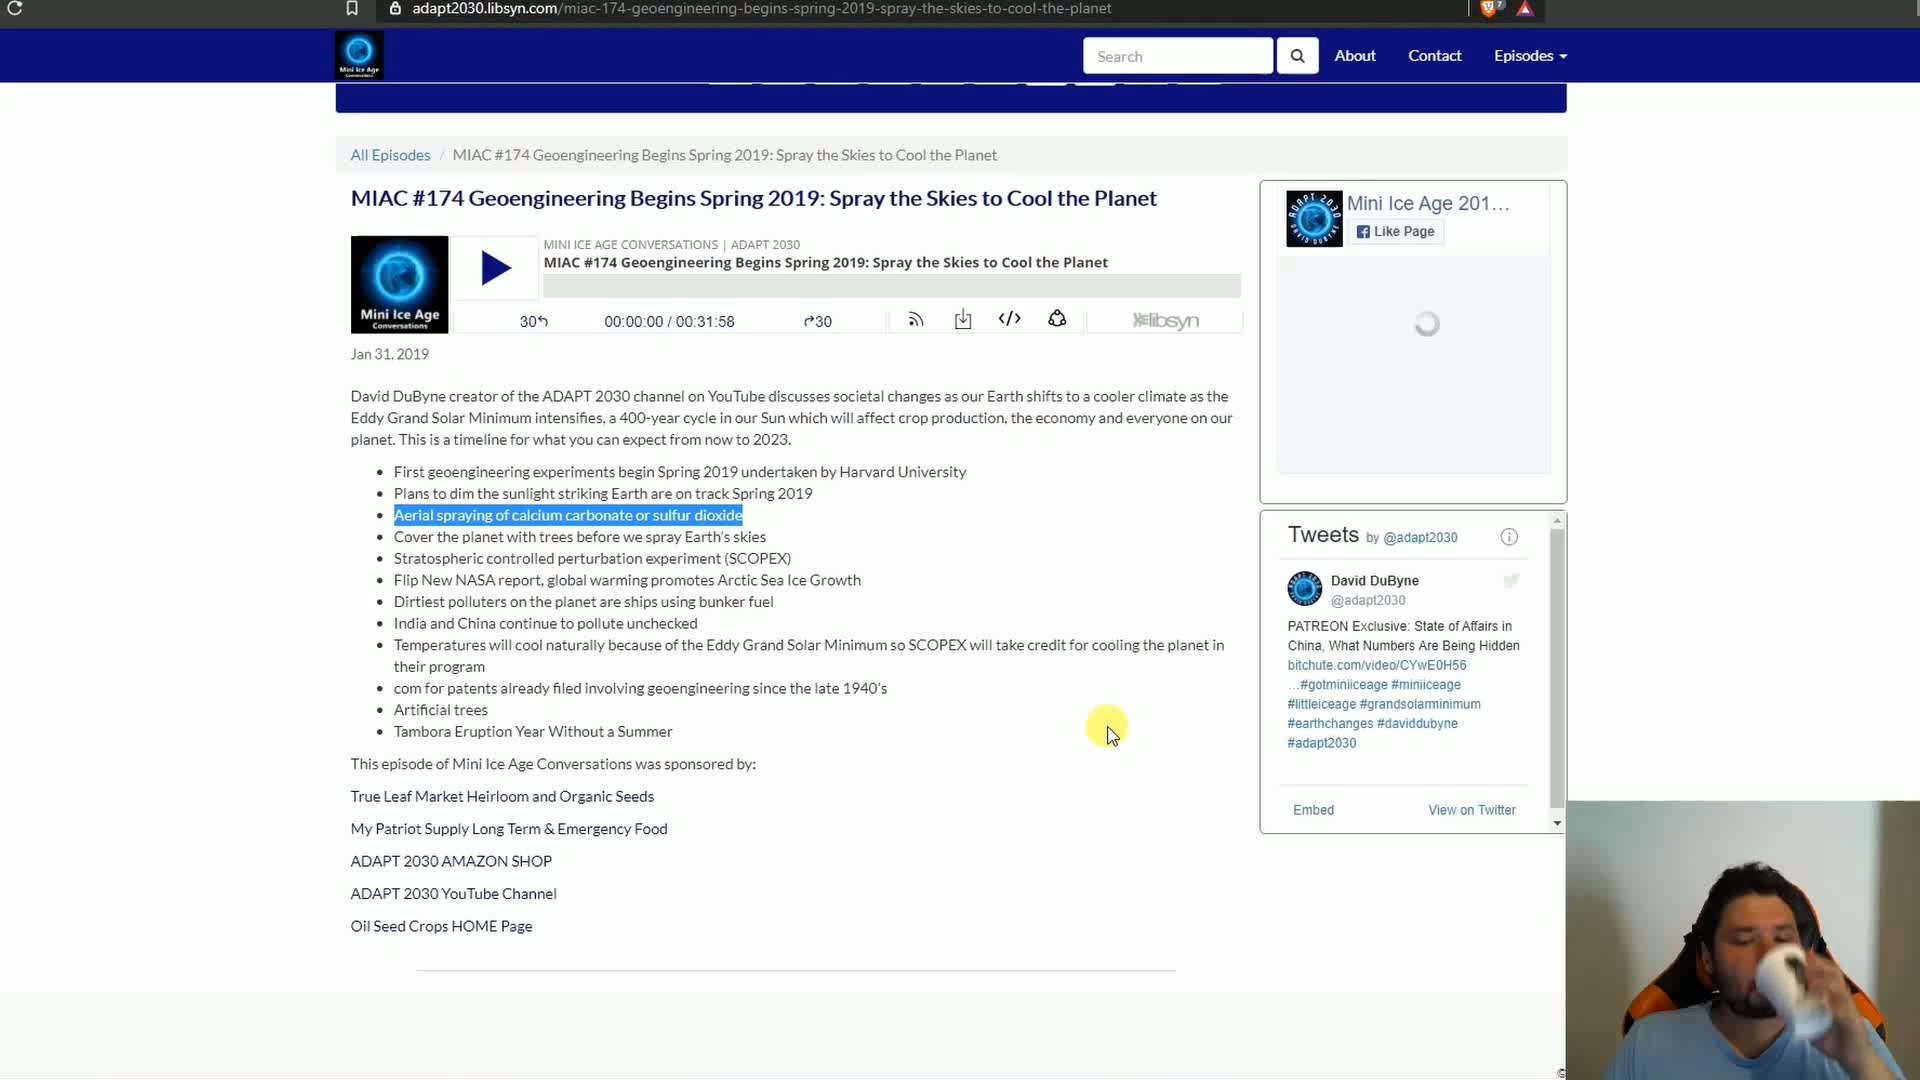 adapt2030.libsyn.com/miac-174-geoengineering-begins-spring-2019-spray-the-skies-to-cool-the-planet
7
Mini Ice Age
Conversations
Search
About
Contact
Episodes
All Episodes / MIAC #174 Geoengineering Begins Spring 2019: Spray the Skies to Cool the Planet
MIAC #174 Geoengineering Begins Spring 2019: Spray the Skies to Cool the Planet
Mini Ice Age
Conversations
MINI ICE AGE CONVERSATIONS | ADAPT 2030
MIAC #174 Geoengineering Begins Spring 2019: Spray the Skies to Cool the Planet
30 00:00:00 / 00:31:58 30 </> libsyn
Jan 31, 2019
David DuByne creator of the ADAPT 2030 channel on YouTube discusses societal changes as our Earth shifts to a cooler climate as the
Eddy Grand Solar Minimum intensifies, a 400-year cycle in our Sun which will affect crop production, the economy and everyone on our
planet. This is a timeline for what you can expect from now to 2023.
• First geoengineering experiments begin Spring 2019 undertaken by Harvard University
• Plans to dim the sunlight striking Earth are on track Spring 2019
• Aerial spraying of calcium carbonate or sulfur dioxide
• Cover the planet with trees before we spray Earth's skies
• Stratospheric controlled perturbation experiment (SCOPEX)
• Flip New NASA report, global warming promotes Arctic Sea Ice Growth
• Dirtiest polluters on the planet are ships using bunker fuel
• India and China continue to pollute unchecked
• Temperatures will cool naturally because of the Eddy Grand Solar Minimum so SCOPEX will take credit for cooling the planet in
their program
• com for patents already filed involving geoengineering since the late 1940's
• Artificial trees
• Tambora Eruption Year Without a Summer
This episode of Mini Ice Age Conversations was sponsored by:
True Leaf Market Heirloom and Organic Seeds
My Patriot Supply Long Term & Emergency Food
ADAPT 2030 AMAZON SHOP
ADAPT 2030 YouTube Channel
Oil Seed Crops HOME Page
Mini Ice Age 201…
Like Page
Tweets by @adapt2030
David DuByne
@adapt2030
PATREON Exclusive: State of Affairs in
China, What Numbers Are Being Hidden
bitchute.com/video/CYwE0H56
…#gotminiiceage #miniiceage
#littleiceage #grandsolarminimum
#earthchanges #daviddubyne
#adapt2030
Embed
View on Twitter
©